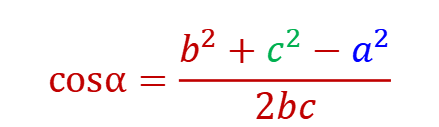 cosα = (b² + c² − a²) / 2bc